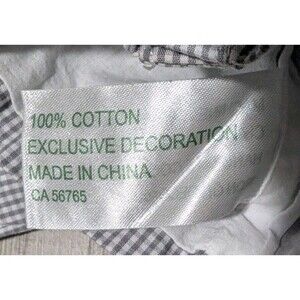 100% COTTON
EXCLUSIVE DECORATION
MADE IN CHINA
CA 56765